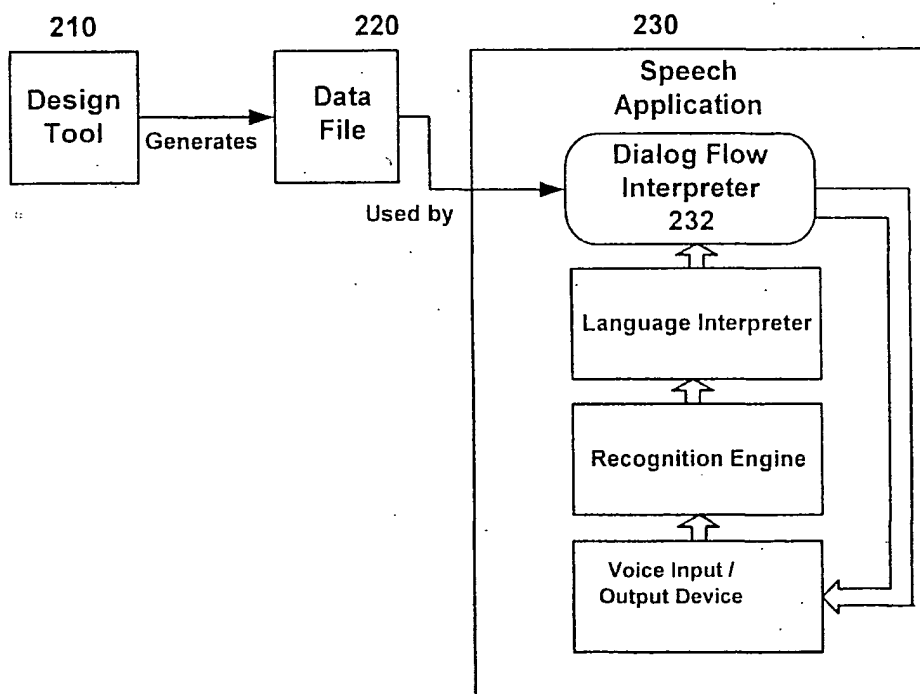 210
220
230
Design
Tool
Generates
Data
File
Used by
Speech
Application
Dialog Flow
Interpreter
232
Language Interpreter
Recognition Engine
Voice Input /
Output Device